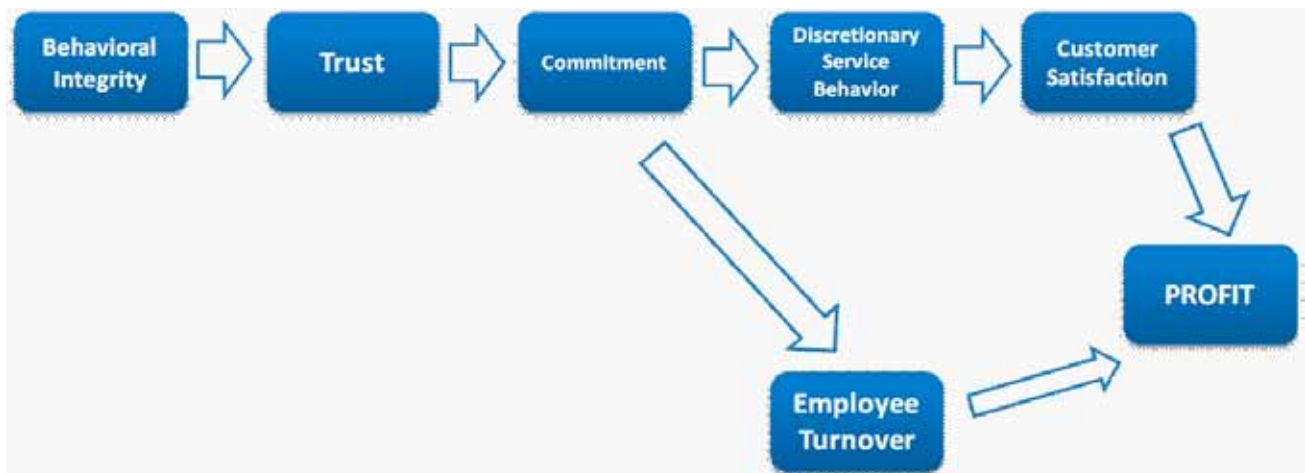 Behavioral
Integrity
Trust
Commitment
Discretionary
Service
Behavior
Customer
Satisfaction
PROFIT
Employee
Turnover